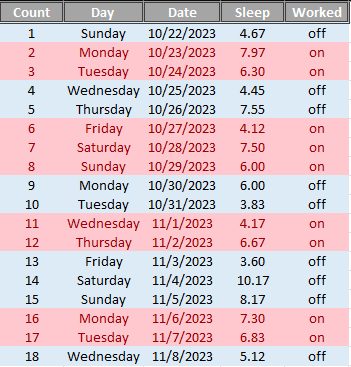 Count Day Date Sleep Worked
1 Sunday 10/22/2023 4.67 off
2 Monday 10/23/2023 7.97 on
3 Tuesday 10/24/2023 6.30 on
4 Wednesday 10/25/2023 4.45 off
5 Thursday 10/26/2023 7.55 off
6 Friday 10/27/2023 4.12 on
7 Saturday 10/28/2023 7.50 on
8 Sunday 10/29/2023 6.00 on
9 Monday 10/30/2023 6.00 off
10 Tuesday 10/31/2023 3.83 off
11 Wednesday 11/1/2023 4.17 on
12 Thursday 11/2/2023 6.67 on
13 Friday 11/3/2023 3.60 off
14 Saturday 11/4/2023 10.17 off
15 Sunday 11/5/2023 8.17 off
16 Monday 11/6/2023 7.30 on
17 Tuesday 11/7/2023 6.83 on
18 Wednesday 11/8/2023 5.12 off